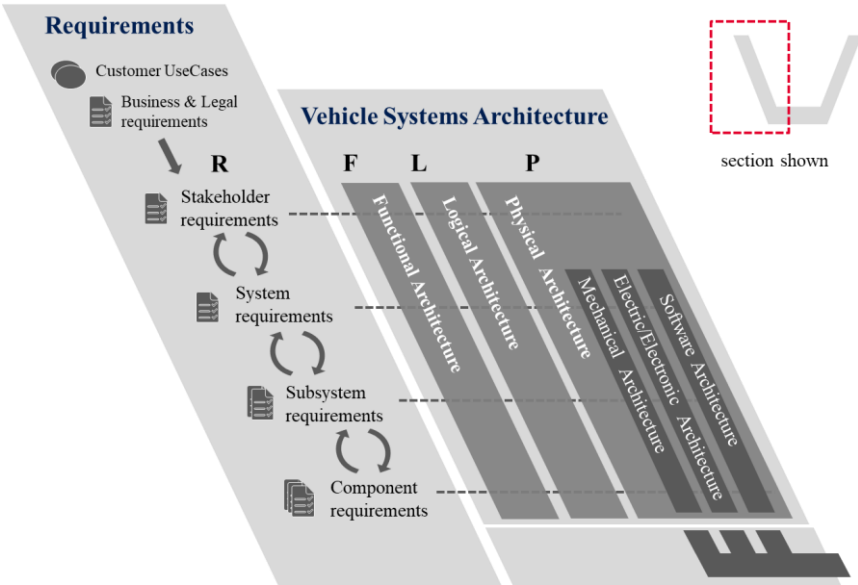 Requirements
Customer UseCases
Business & Legal
requirements
R
Stakeholder
requirements
System
requirements
Subsystem
requirements
Component
requirements
Vehicle Systems Architecture
F
L
P
Functional Architecture
Logical Architecture
Physical Architecture
Mechanical Architecture
Electric/Electronic Architecture
Software Architecture
section shown